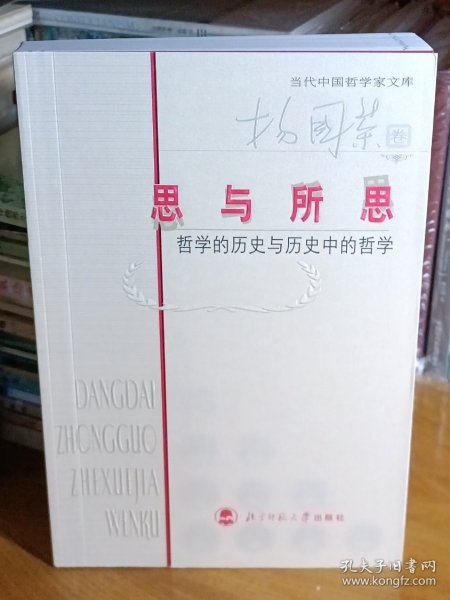 当代中国哲学家文库
杨国荣 卷
思与所思
哲学的历史与历史中的哲学
DANGDAI
ZHONGGUO
ZHEXUEJIA
WENKU
北京师范大学出版社
孔夫子旧书网
www.kongfz.com